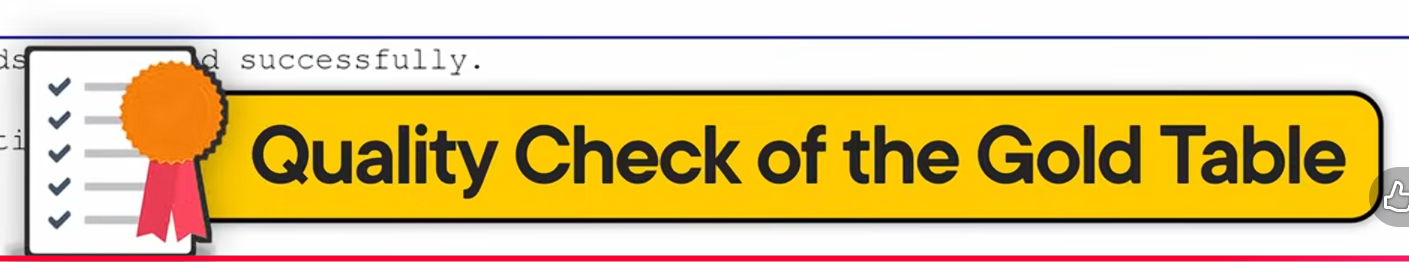 successfully.
Quality Check of the Gold Table